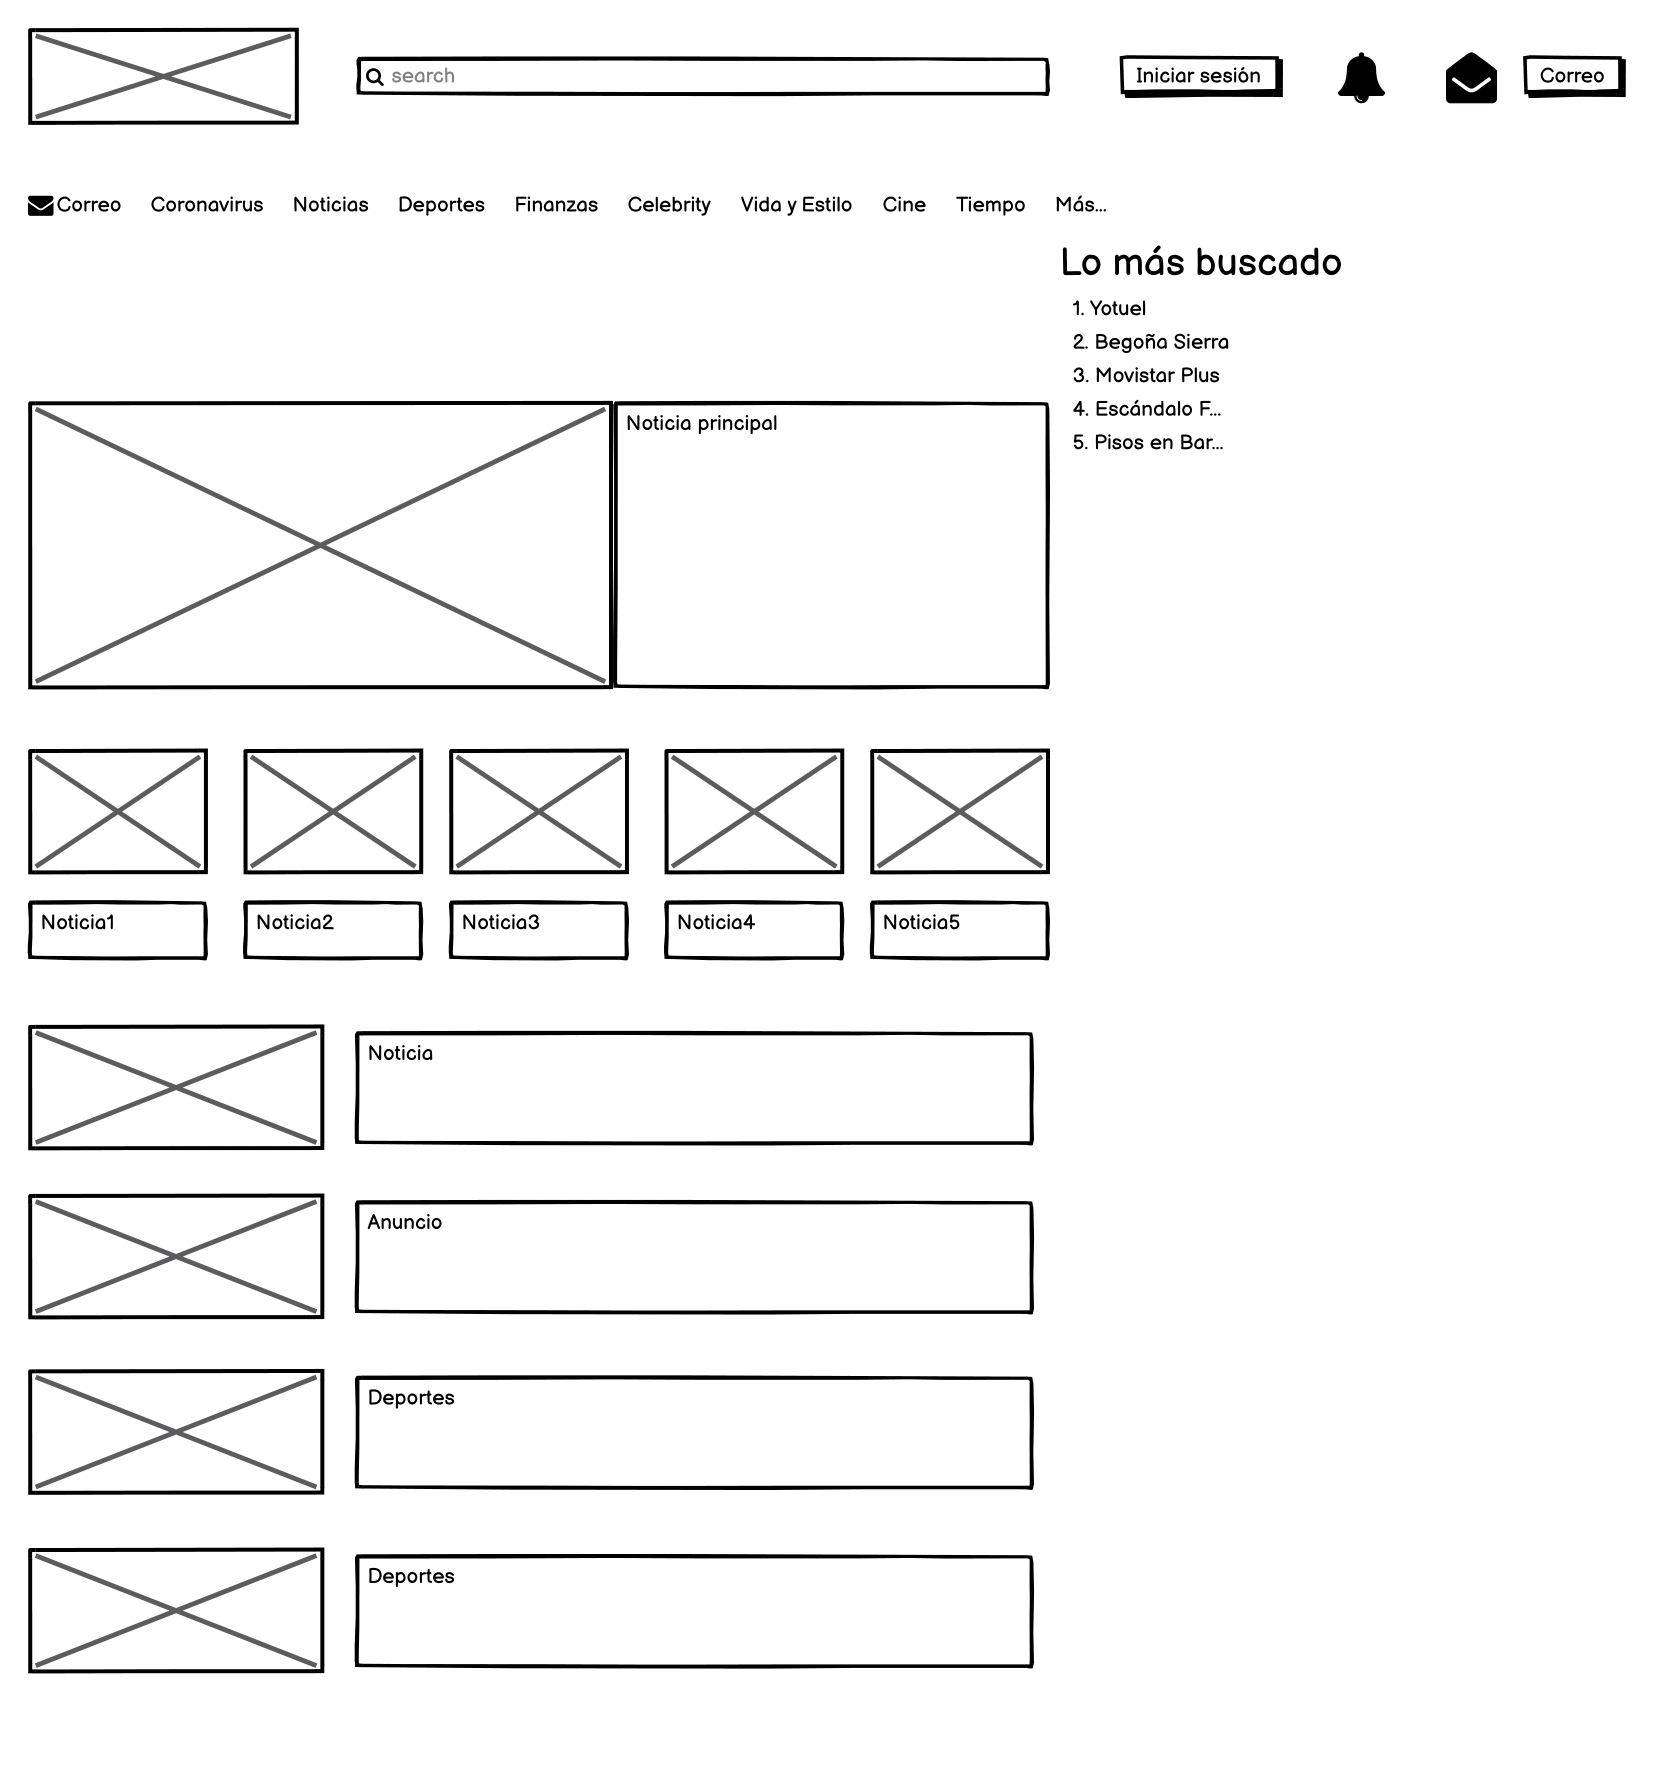 search
Iniciar sesión
Correo
Correo Coronavirus Noticias Deportes Finanzas Celebrity Vida y Estilo Cine Tiempo Más...
Lo más buscado
1. Yotuel
2. Begoña Sierra
3. Movistar Plus
4. Escándalo F...
5. Pisos en Bar...
Noticia principal
Noticia1
Noticia2
Noticia3
Noticia4
Noticia5
Noticia
Anuncio
Deportes
Deportes